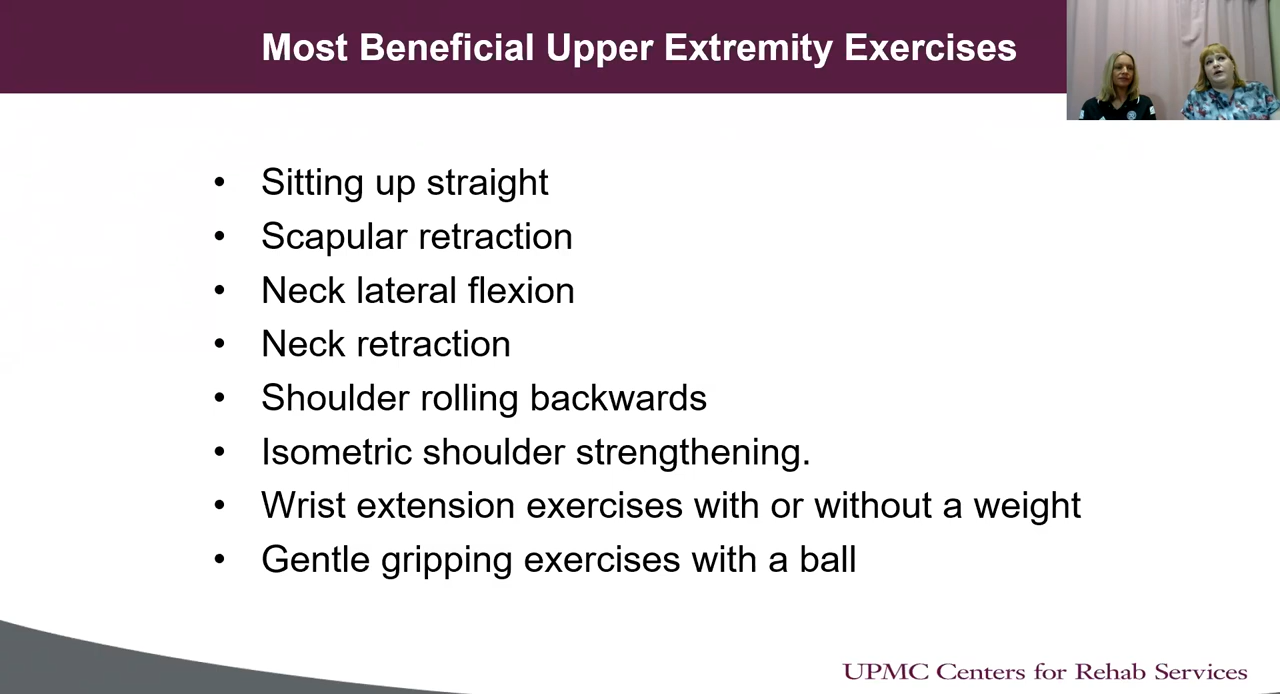 Most Beneficial Upper Extremity Exercises
• Sitting up straight
• Scapular retraction
• Neck lateral flexion
• Neck retraction
• Shoulder rolling backwards
• Isometric shoulder strengthening.
• Wrist extension exercises with or without a weight
• Gentle gripping exercises with a ball
UPMC Centers for Rehab Services